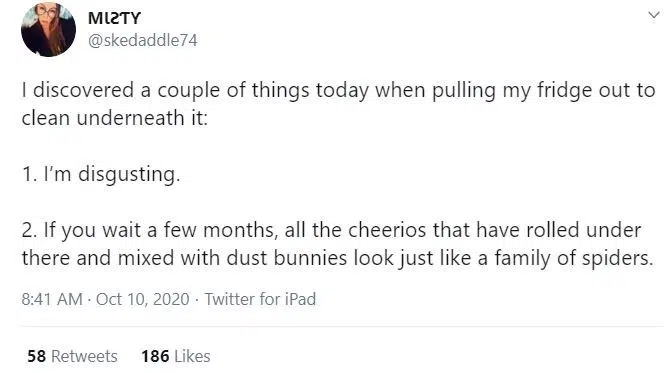 MIƧTY
@skedaddle74
I discovered a couple of things today when pulling my fridge out to
clean underneath it:
1. I'm disgusting.
2. If you wait a few months, all the cheerios that have rolled under
there and mixed with dust bunnies look just like a family of spiders.
8:41 AM · Oct 10, 2020 · Twitter for iPad
58 Retweets 186 Likes